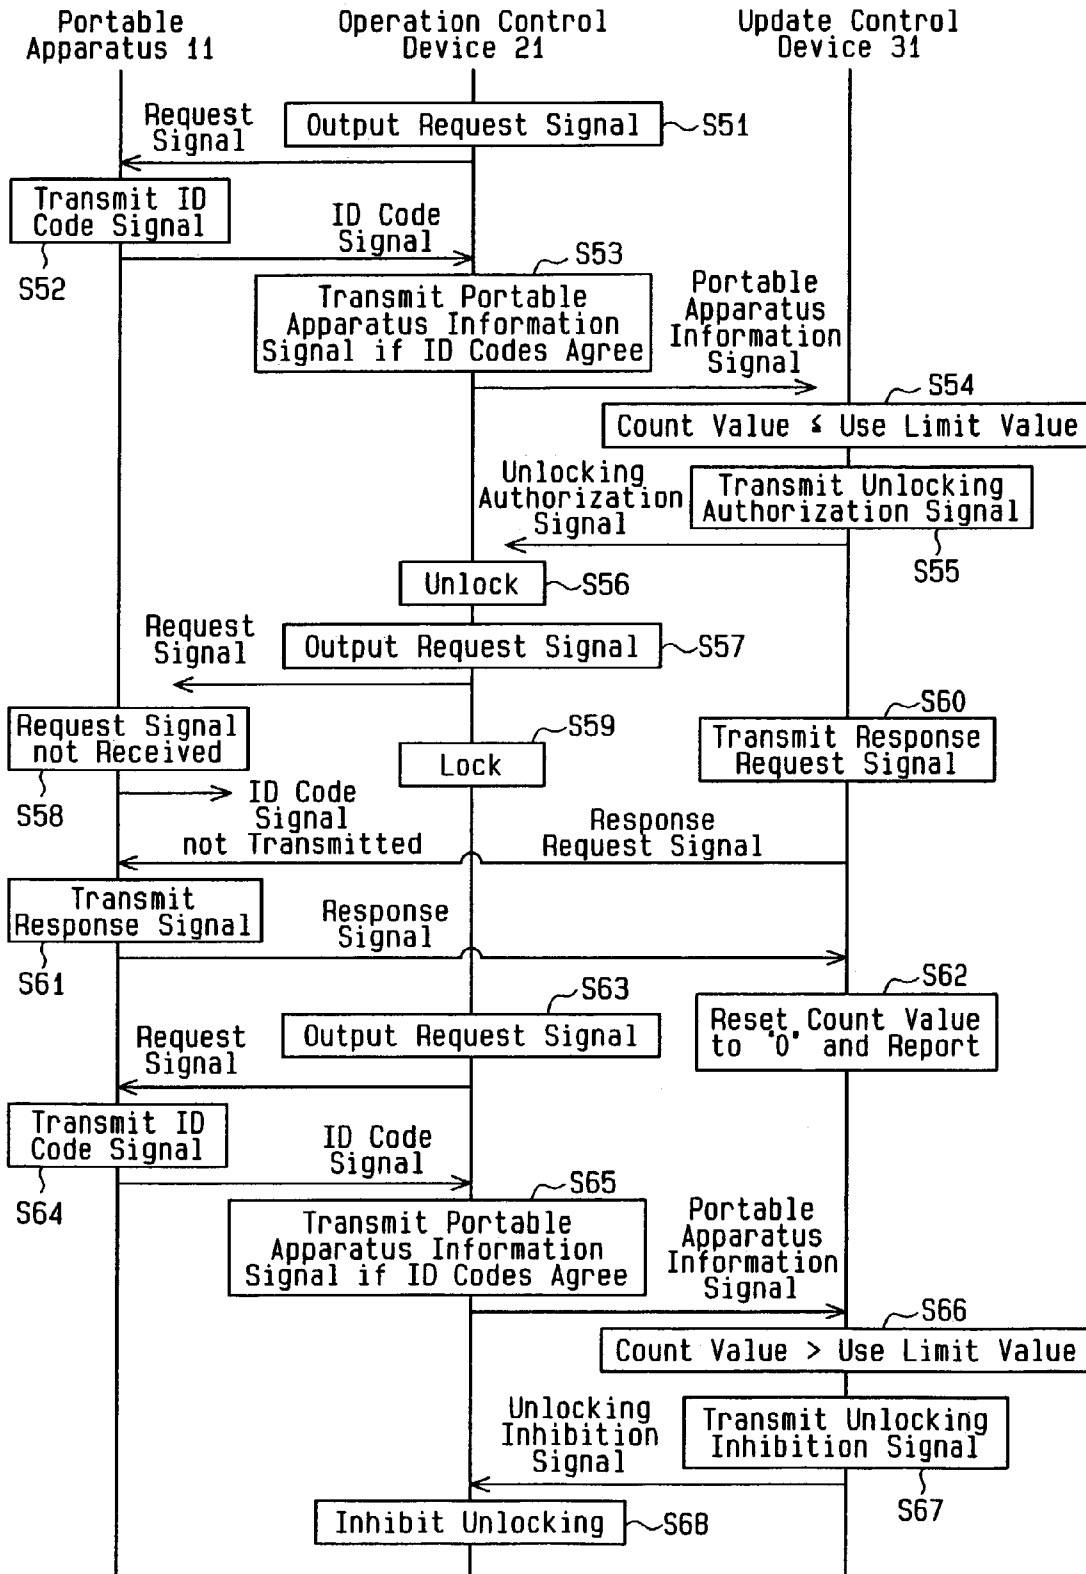 Portable
Apparatus 11
Operation Control
Device 21
Update Control
Device 31
Request
Signal
Output Request Signal
S51
Transmit ID
Code Signal
S52
ID Code
Signal
S53
Transmit Portable
Apparatus Information
Signal if ID Codes Agree
Portable
Apparatus
Information
Signal
S54
Count Value ≤ Use Limit Value
Unlocking
Authorization
Signal
Transmit Unlocking
Authorization Signal
S55
Unlock
S56
Request
Signal
Output Request Signal
S57
Request Signal
not Received
S58
S59
Lock
S60
Transmit Response
Request Signal
ID Code
Signal
not Transmitted
Response
Request Signal
Transmit
Response Signal
S61
Response
Signal
S62
Reset Count Value
to "0" and Report
S63
Output Request Signal
Request
Signal
Transmit ID
Code Signal
S64
ID Code
Signal
S65
Transmit Portable
Apparatus Information
Signal if ID Codes Agree
Portable
Apparatus
Information
Signal
S66
Count Value > Use Limit Value
Unlocking
Inhibition
Signal
Transmit Unlocking
Inhibition Signal
S67
Inhibit Unlocking
S68